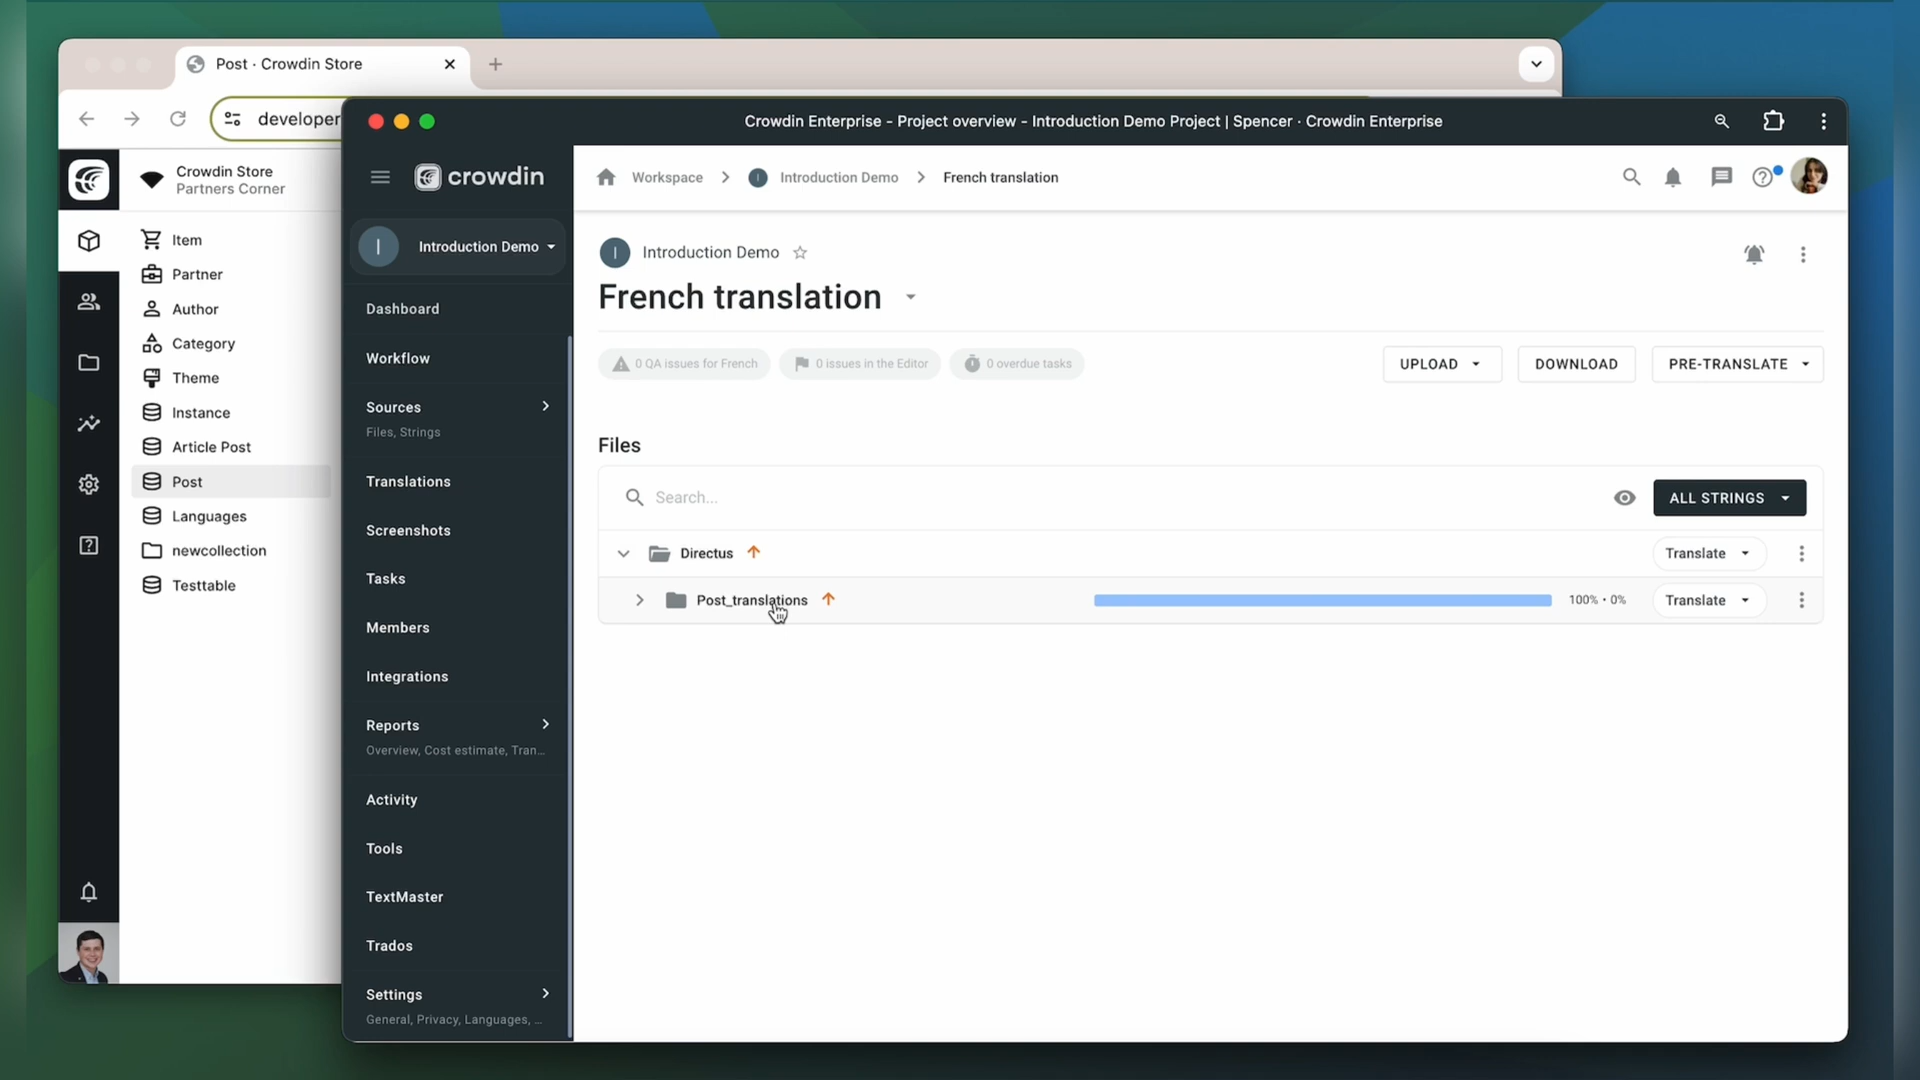 Post · Crowdin Store
developer
Crowdin Store
Partners Corner
Item
Partner
Author
Category
Theme
Instance
Article Post
Post
Languages
newcollection
Testtable
Crowdin Enterprise - Project overview - Introduction Demo Project | Spencer · Crowdin Enterprise
crowdin
I
Introduction Demo
Dashboard
Workflow
Sources
Files, Strings
Translations
Screenshots
Tasks
Members
Integrations
Reports
Overview, Cost estimate, Tran...
Activity
Tools
TextMaster
Trados
Settings
General, Privacy, Languages, ...
Workspace
I
Introduction Demo
French translation
I
Introduction Demo
French translation
0 QA issues for French
0 issues in the Editor
0 overdue tasks
UPLOAD
DOWNLOAD
PRE-TRANSLATE
Files
Search...
ALL STRINGS
Directus
Translate
Post_translations
100% • 0%
Translate